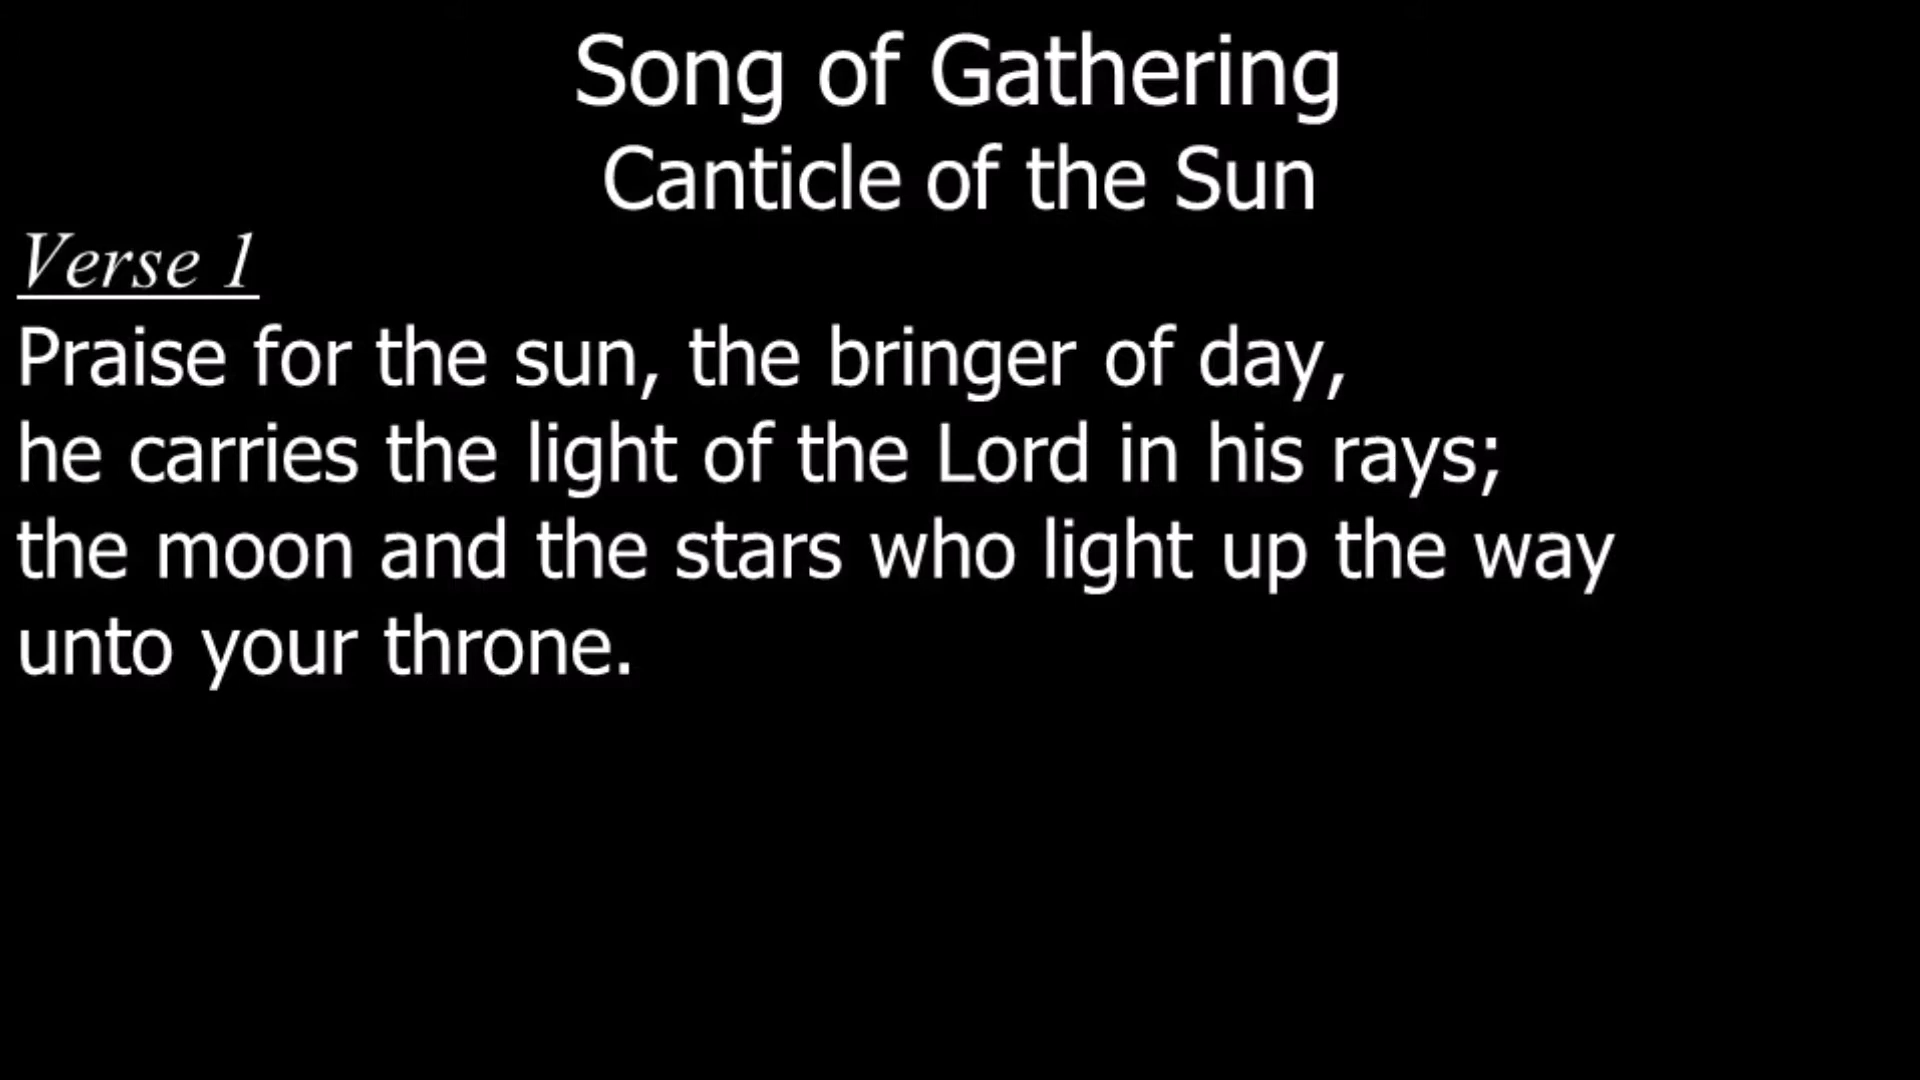 Song of Gathering
Canticle of the Sun
Verse 1
Praise for the sun, the bringer of day,
he carries the light of the Lord in his rays;
the moon and the stars who light up the way
unto your throne.